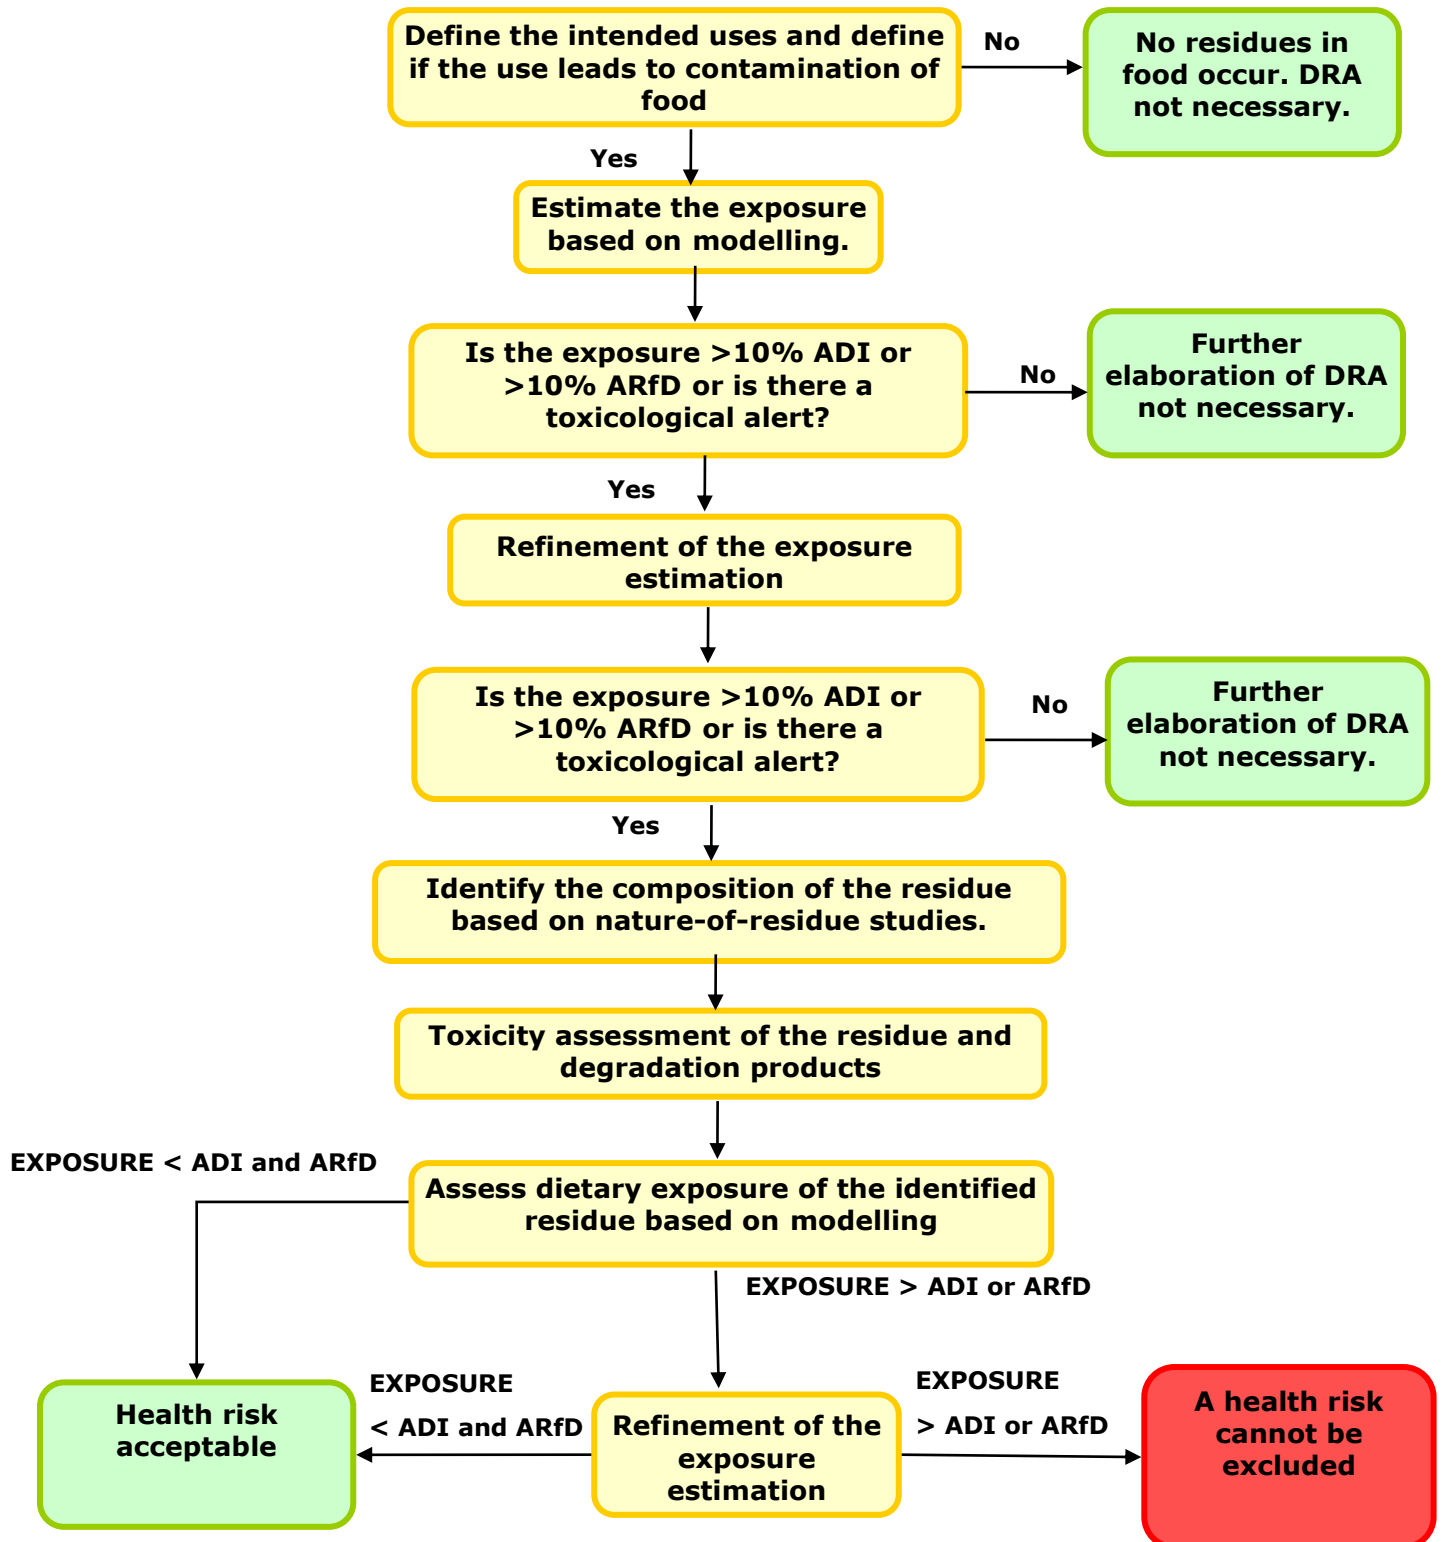 Define the intended uses and define
if the use leads to contamination of
food
No
No residues in
food occur. DRA
not necessary.
Yes
Estimate the exposure
based on modelling.
Is the exposure >10% ADI or
>10% ARfD or is there a
toxicological alert?
No
Further
elaboration of DRA
not necessary.
Yes
Refinement of the exposure
estimation
Is the exposure >10% ADI or
>10% ARfD or is there a
toxicological alert?
No
Further
elaboration of DRA
not necessary.
Yes
Identify the composition of the residue
based on nature-of-residue studies.
Toxicity assessment of the residue and
degradation products
EXPOSURE < ADI and ARfD
Assess dietary exposure of the identified
residue based on modelling
EXPOSURE > ADI or ARfD
Health risk
acceptable
EXPOSURE
< ADI and ARfD
Refinement of the
exposure
estimation
EXPOSURE
> ADI or ARfD
A health risk
cannot be
excluded